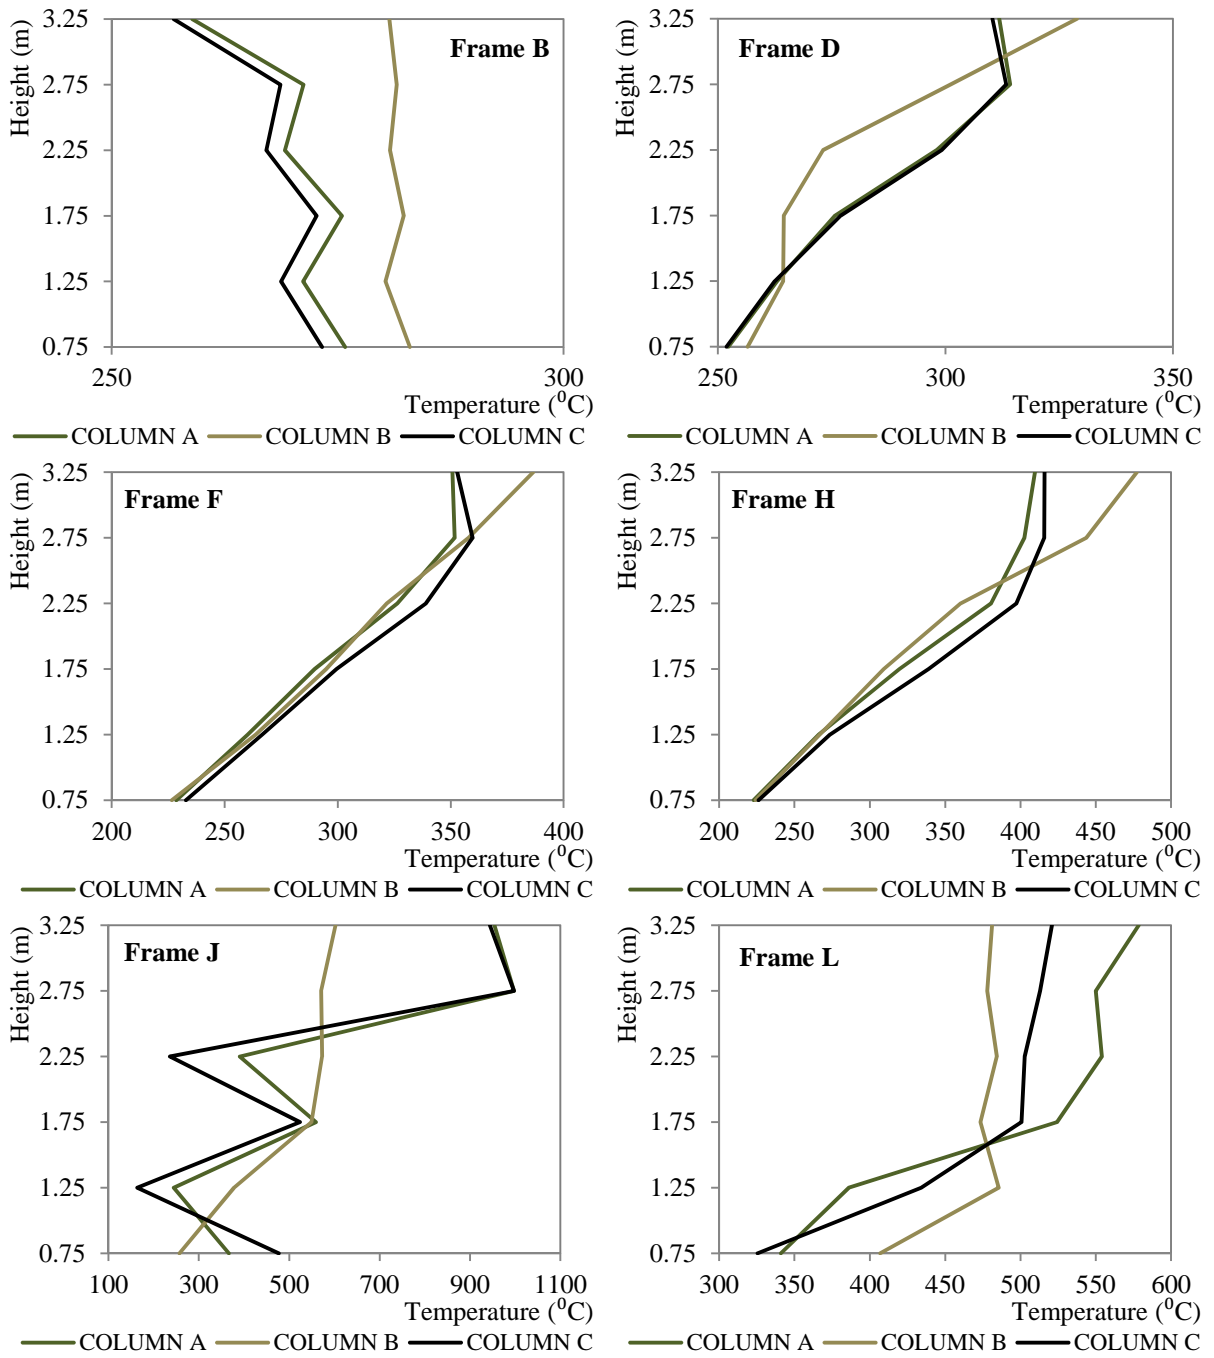 Height (m)
3.25
2.75
2.25
1.75
1.25
0.75
Frame B
250
300
Temperature (⁰C)
COLUMN A COLUMN B COLUMN C
Height (m)
3.25
2.75
2.25
1.75
1.25
0.75
Frame D
250
300
350
Temperature (⁰C)
COLUMN A COLUMN B COLUMN C
Height (m)
3.25
2.75
2.25
1.75
1.25
0.75
Frame F
200
250
300
350
400
Temperature (⁰C)
COLUMN A COLUMN B COLUMN C
Height (m)
3.25
2.75
2.25
1.75
1.25
0.75
Frame H
200
250
300
350
400
450
500
Temperature (⁰C)
COLUMN A COLUMN B COLUMN C
Height (m)
3.25
2.75
2.25
1.75
1.25
0.75
Frame J
100
300
500
700
900
1100
Temperature (⁰C)
COLUMN A COLUMN B COLUMN C
Height (m)
3.25
2.75
2.25
1.75
1.25
0.75
Frame L
300
350
400
450
500
550
600
Temperature (⁰C)
COLUMN A COLUMN B COLUMN C